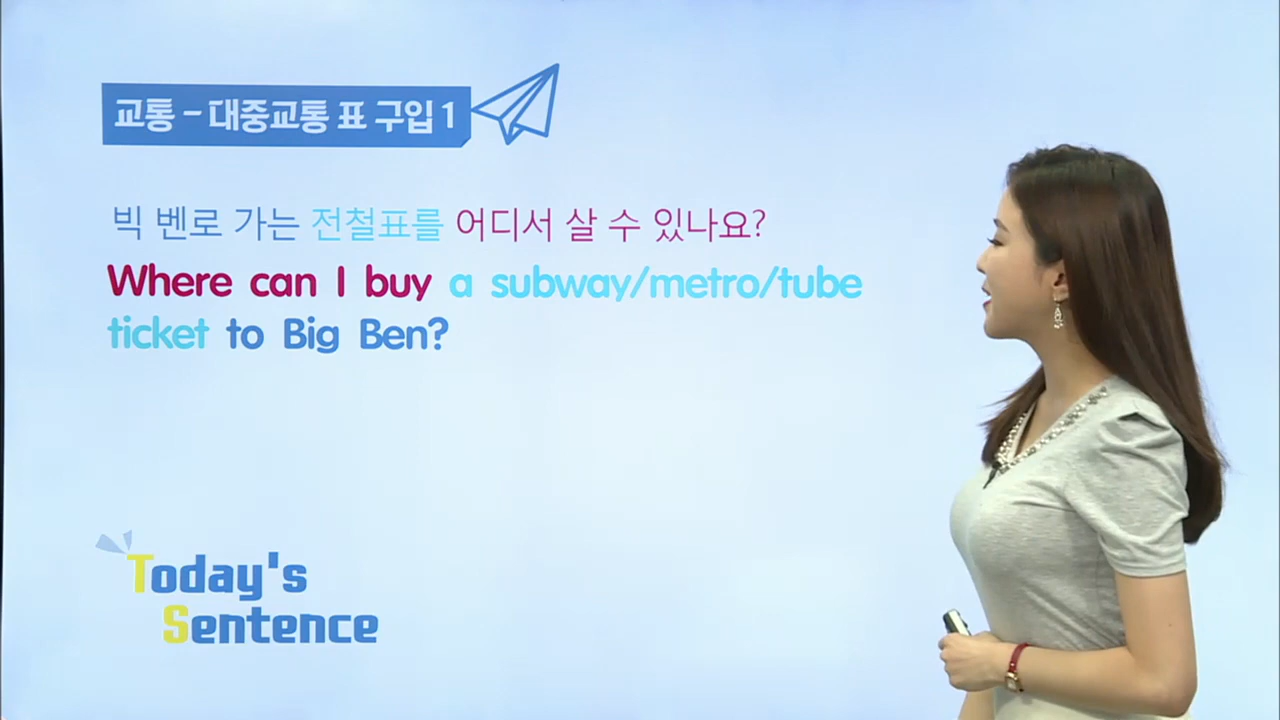 교통 - 대중교통 표 구입 1
빅 벤로 가는 전철표를 어디서 살 수 있나요?
Where can I buy a subway/metro/tube
ticket to Big Ben?
Today's
Sentence